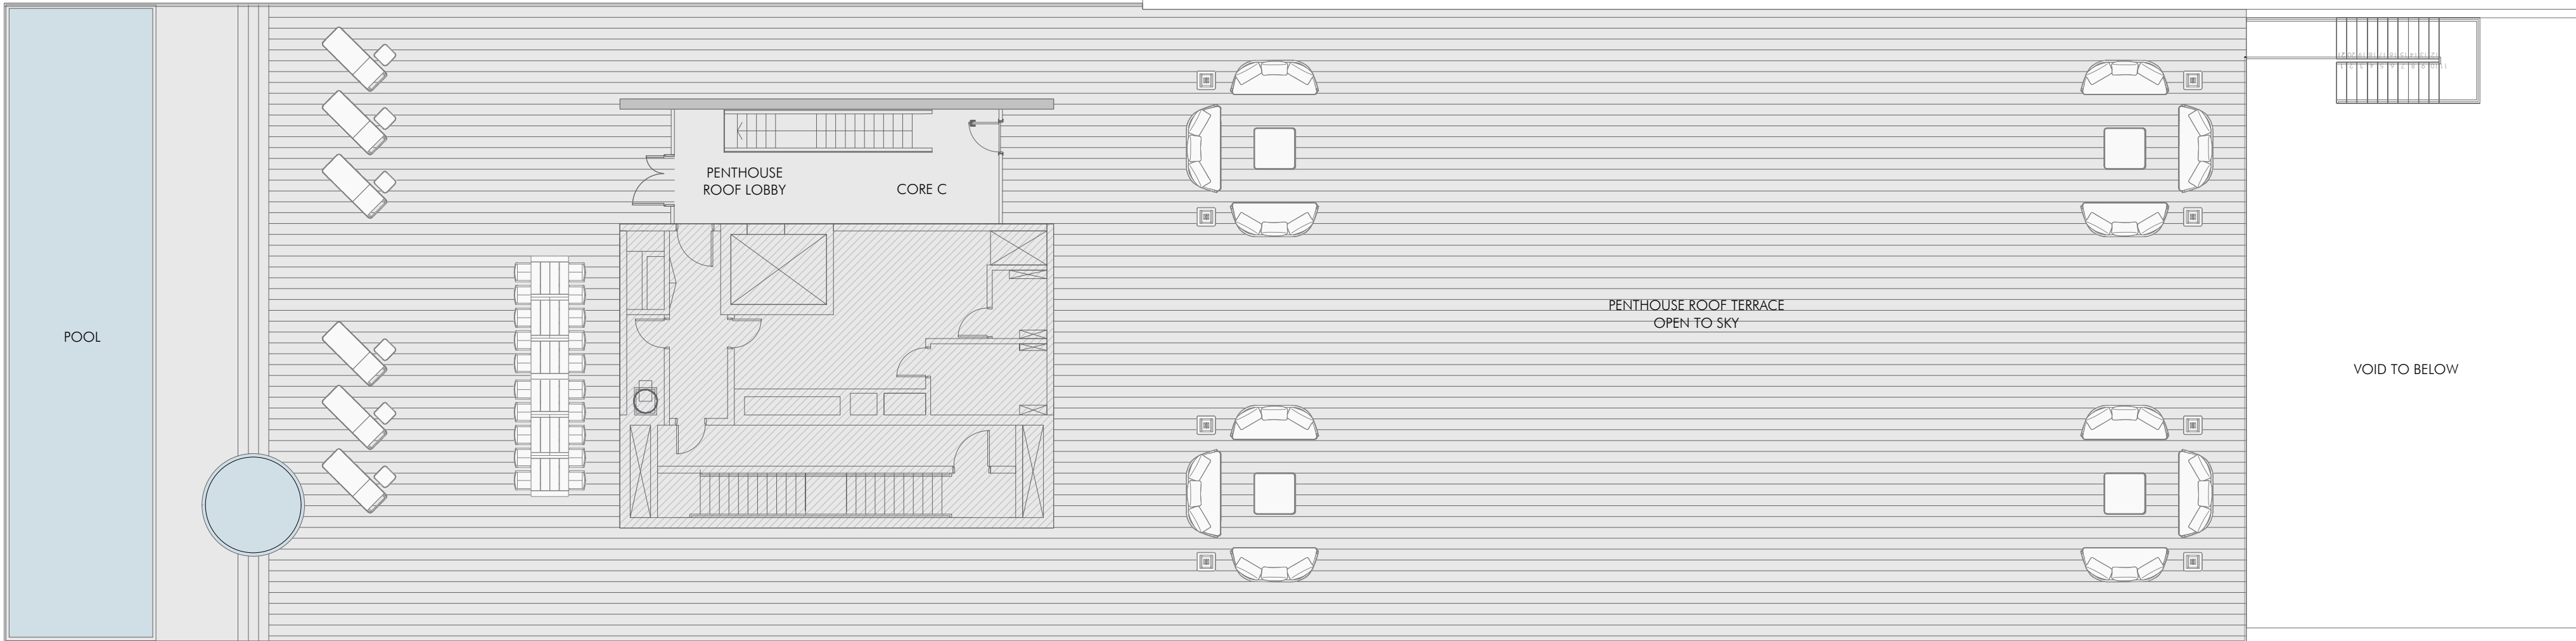 PENTHOUSE
ROOF LOBBY
CORE C
POOL
PENTHOUSE ROOF TERRACE
OPEN TO SKY
VOID TO BELOW